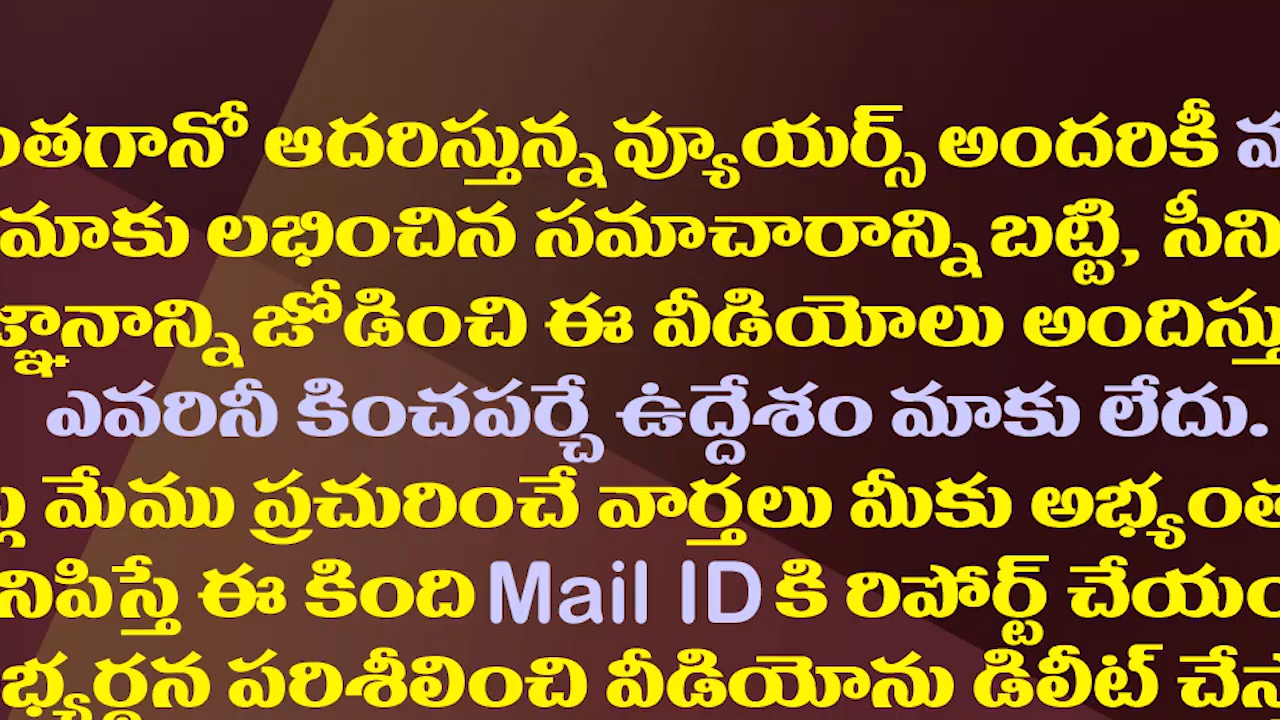 ఆదరిస్తున్న వ్యూయర్స్ అందరికీ
మాకు లభించిన సమాచారాన్ని బట్టి,
జోడించి ఈ వీడియోలు
ఎవరినీ కించపర్చే ఉద్దేశం మాకు లేదు.
మేము ప్రచురించే వార్తలు మీకు
ఈ కింది Mail ID కి రిపోర్ట్
పరిశీలించి వీడియోను డిలీట్